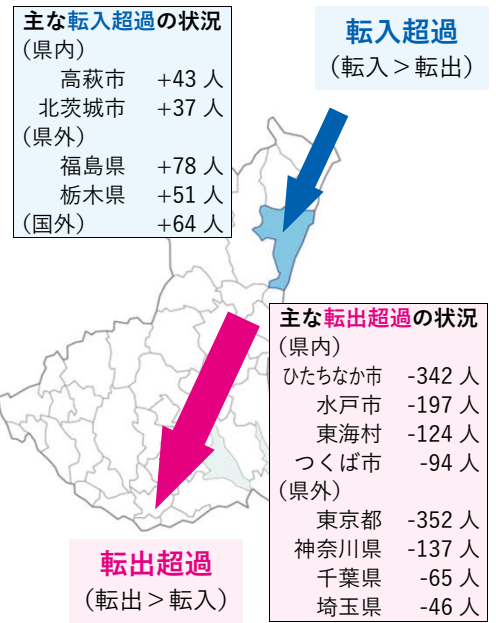 主な転入超過の状況
(県内)
高萩市 +43 人
北茨城市 +37 人
(県外)
福島県 +78 人
栃木県 +51 人
(国外) +64 人
転入超過
(転入＞転出)
主な転出超過の状況
(県内)
ひたちなか市 -342 人
水戸市 -197 人
東海村 -124 人
つくば市 -94 人
(県外)
東京都 -352 人
神奈川県 -137 人
千葉県 -65 人
埼玉県 -46 人
転出超過
(転出＞転入)